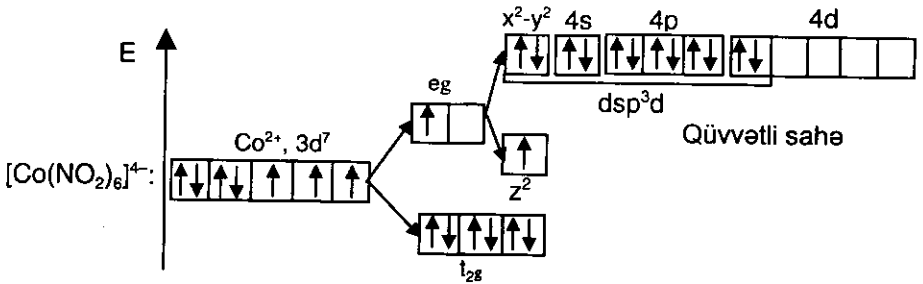 x²-y² 4s 4p 4d
E
eg
dsp³d
Co²⁺, 3d⁷
Qüvvətli sahə
[Co(NO₂)₆]⁴⁻:
z²
t₂g